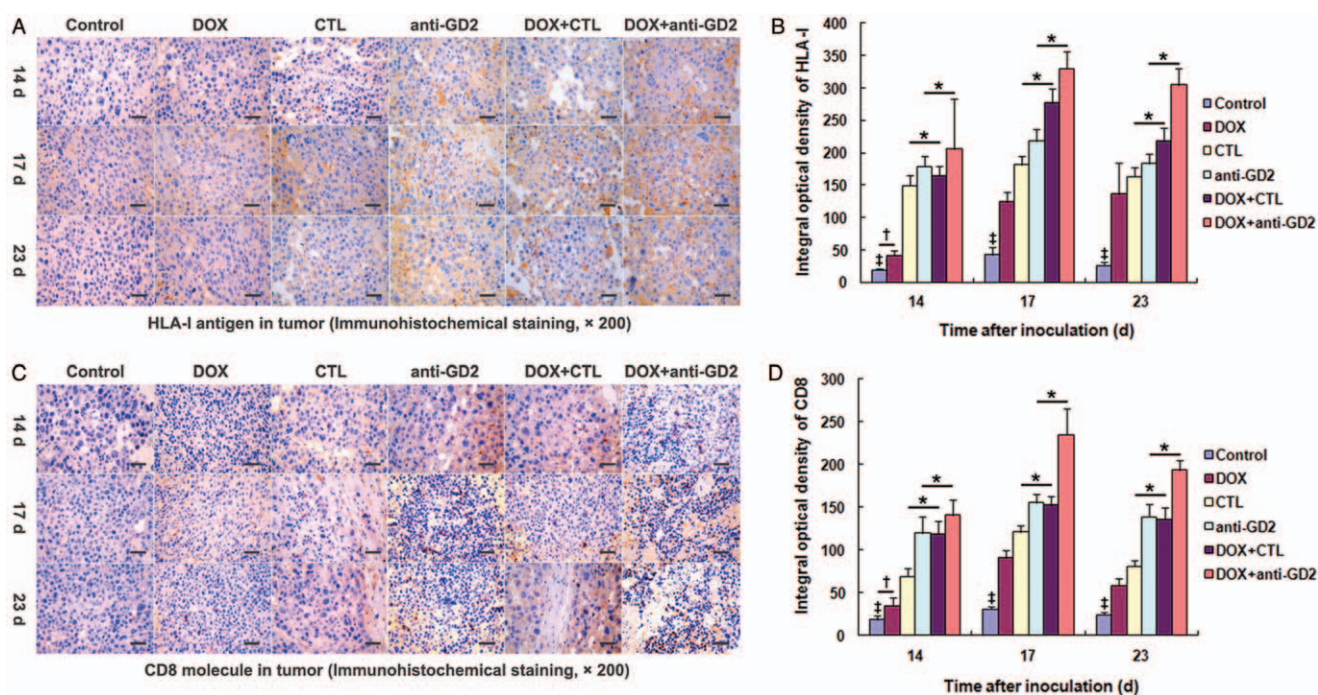 A
Control DOX CTL anti-GD2 DOX+CTL DOX+anti-GD2
14 d
17 d
23 d
HLA-I antigen in tumor (Immunohistochemical staining, × 200)
B
Integral optical density of HLA-I
400
350
300
250
200
150
100
50
0
‡ † * *
‡ * *
‡ * *
14 17 23
Time after inoculation (d)
Control
DOX
CTL
anti-GD2
DOX+CTL
DOX+anti-GD2
C
Control DOX CTL anti-GD2 DOX+CTL DOX+anti-GD2
14 d
17 d
23 d
CD8 molecule in tumor (Immunohistochemical staining, × 200)
D
Integral optical density of CD8
300
250
200
150
100
50
0
‡ † * *
‡ * *
‡ * *
14 17 23
Time after inoculation (d)
Control
DOX
CTL
anti-GD2
DOX+CTL
DOX+anti-GD2